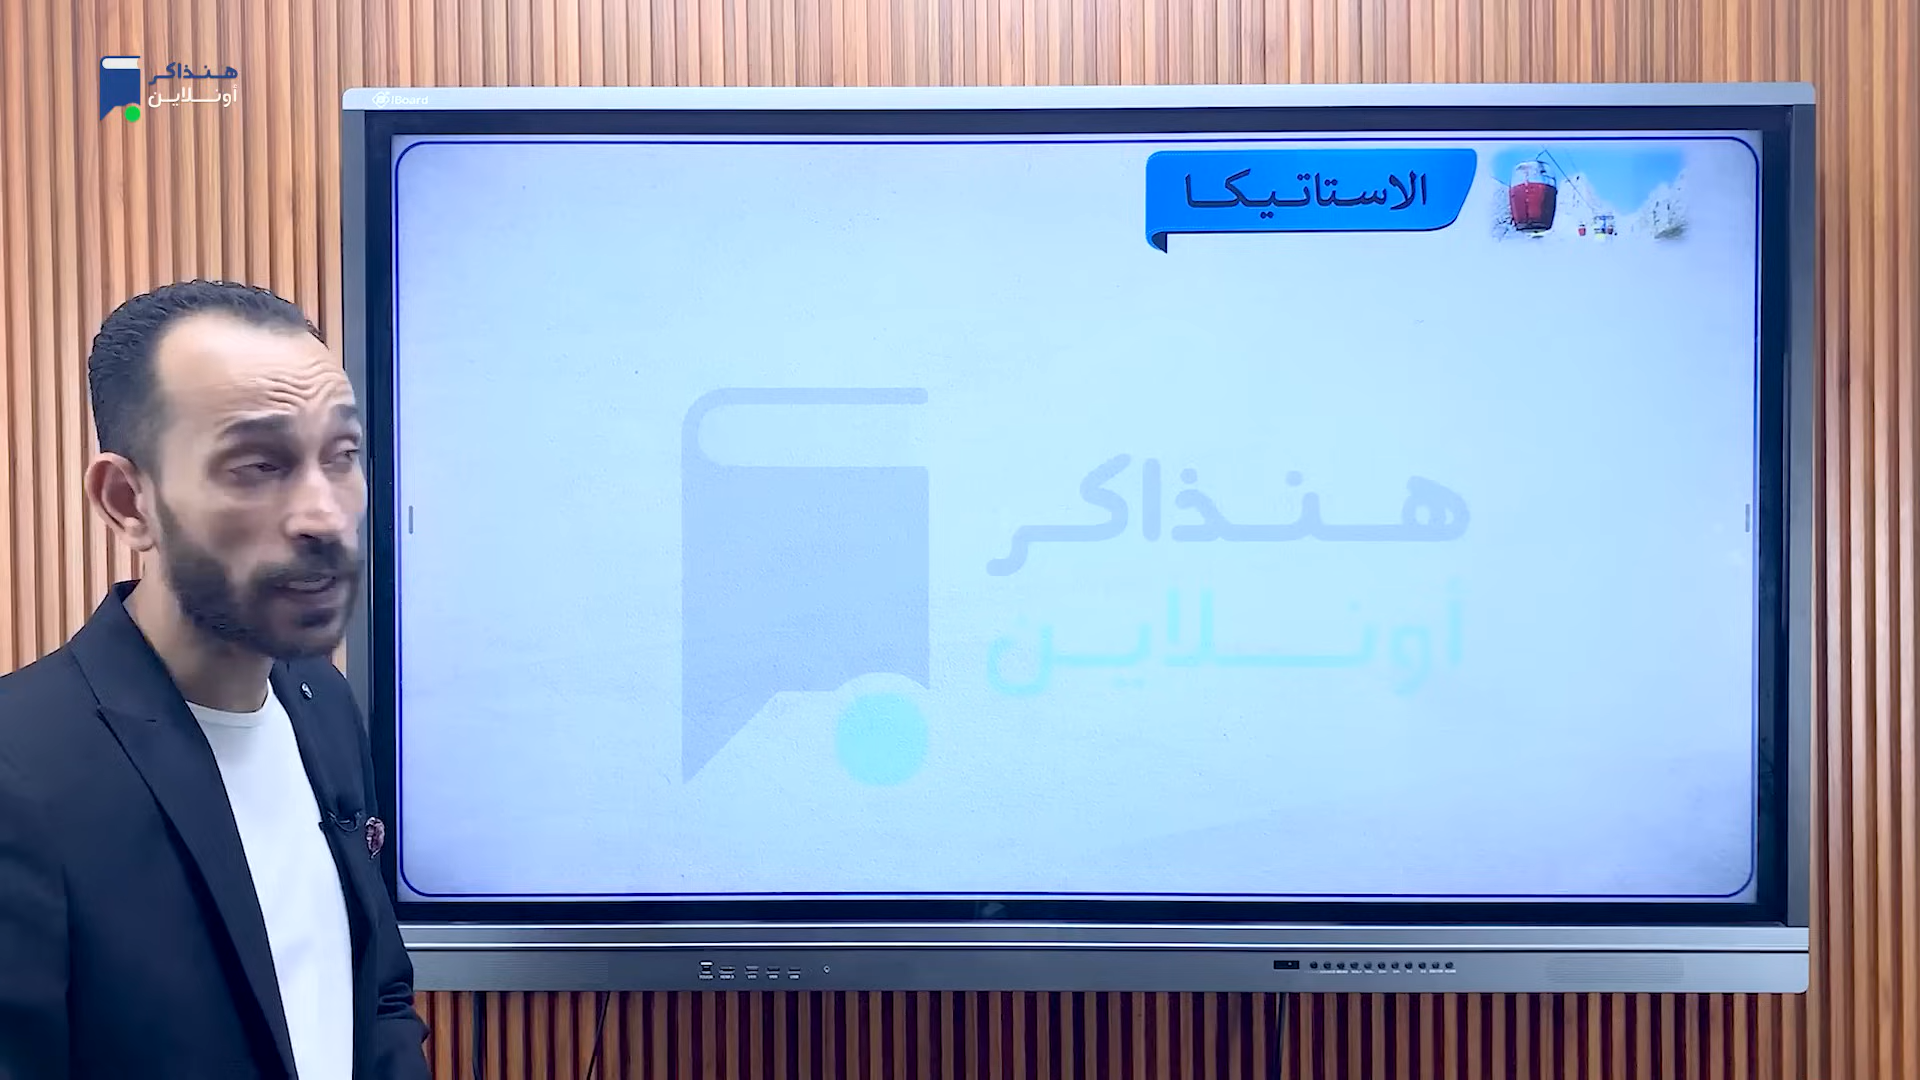 هنذاكر
أونلاين
iBoard
الاستاتيكا
هنذاكر
أونلاين